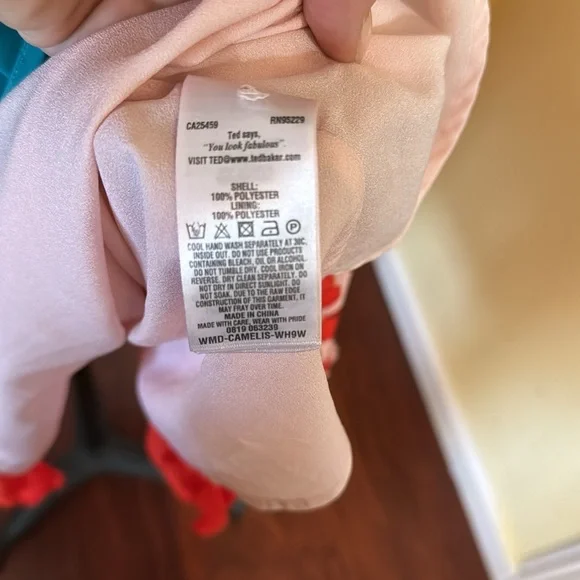 CA25459 RN95229
Ted says,
"You look fabulous"
VISIT TED@www.tedbaker.com
SHELL:
100% POLYESTER
LINING:
100% POLYESTER
COOL HAND WASH SEPARATELY AT 30C.
INSIDE OUT. DO NOT USE PRODUCTS
CONTAINING BLEACH, OIL OR ALCOHOL.
DO NOT TUMBLE DRY. COOL IRON ON
REVERSE. DRY CLEAN SEPARATELY. DO
NOT DRY IN DIRECT SUNLIGHT. DO
NOT SOAK. DUE TO THE RAW EDGE
CONSTRUCTION OF THIS GARMENT, IT
MAY FRAY OVER TIME.
MADE IN CHINA
MADE WITH CARE, WEAR WITH PRIDE
0819 063239
WMD-CAMELIS-WH9W